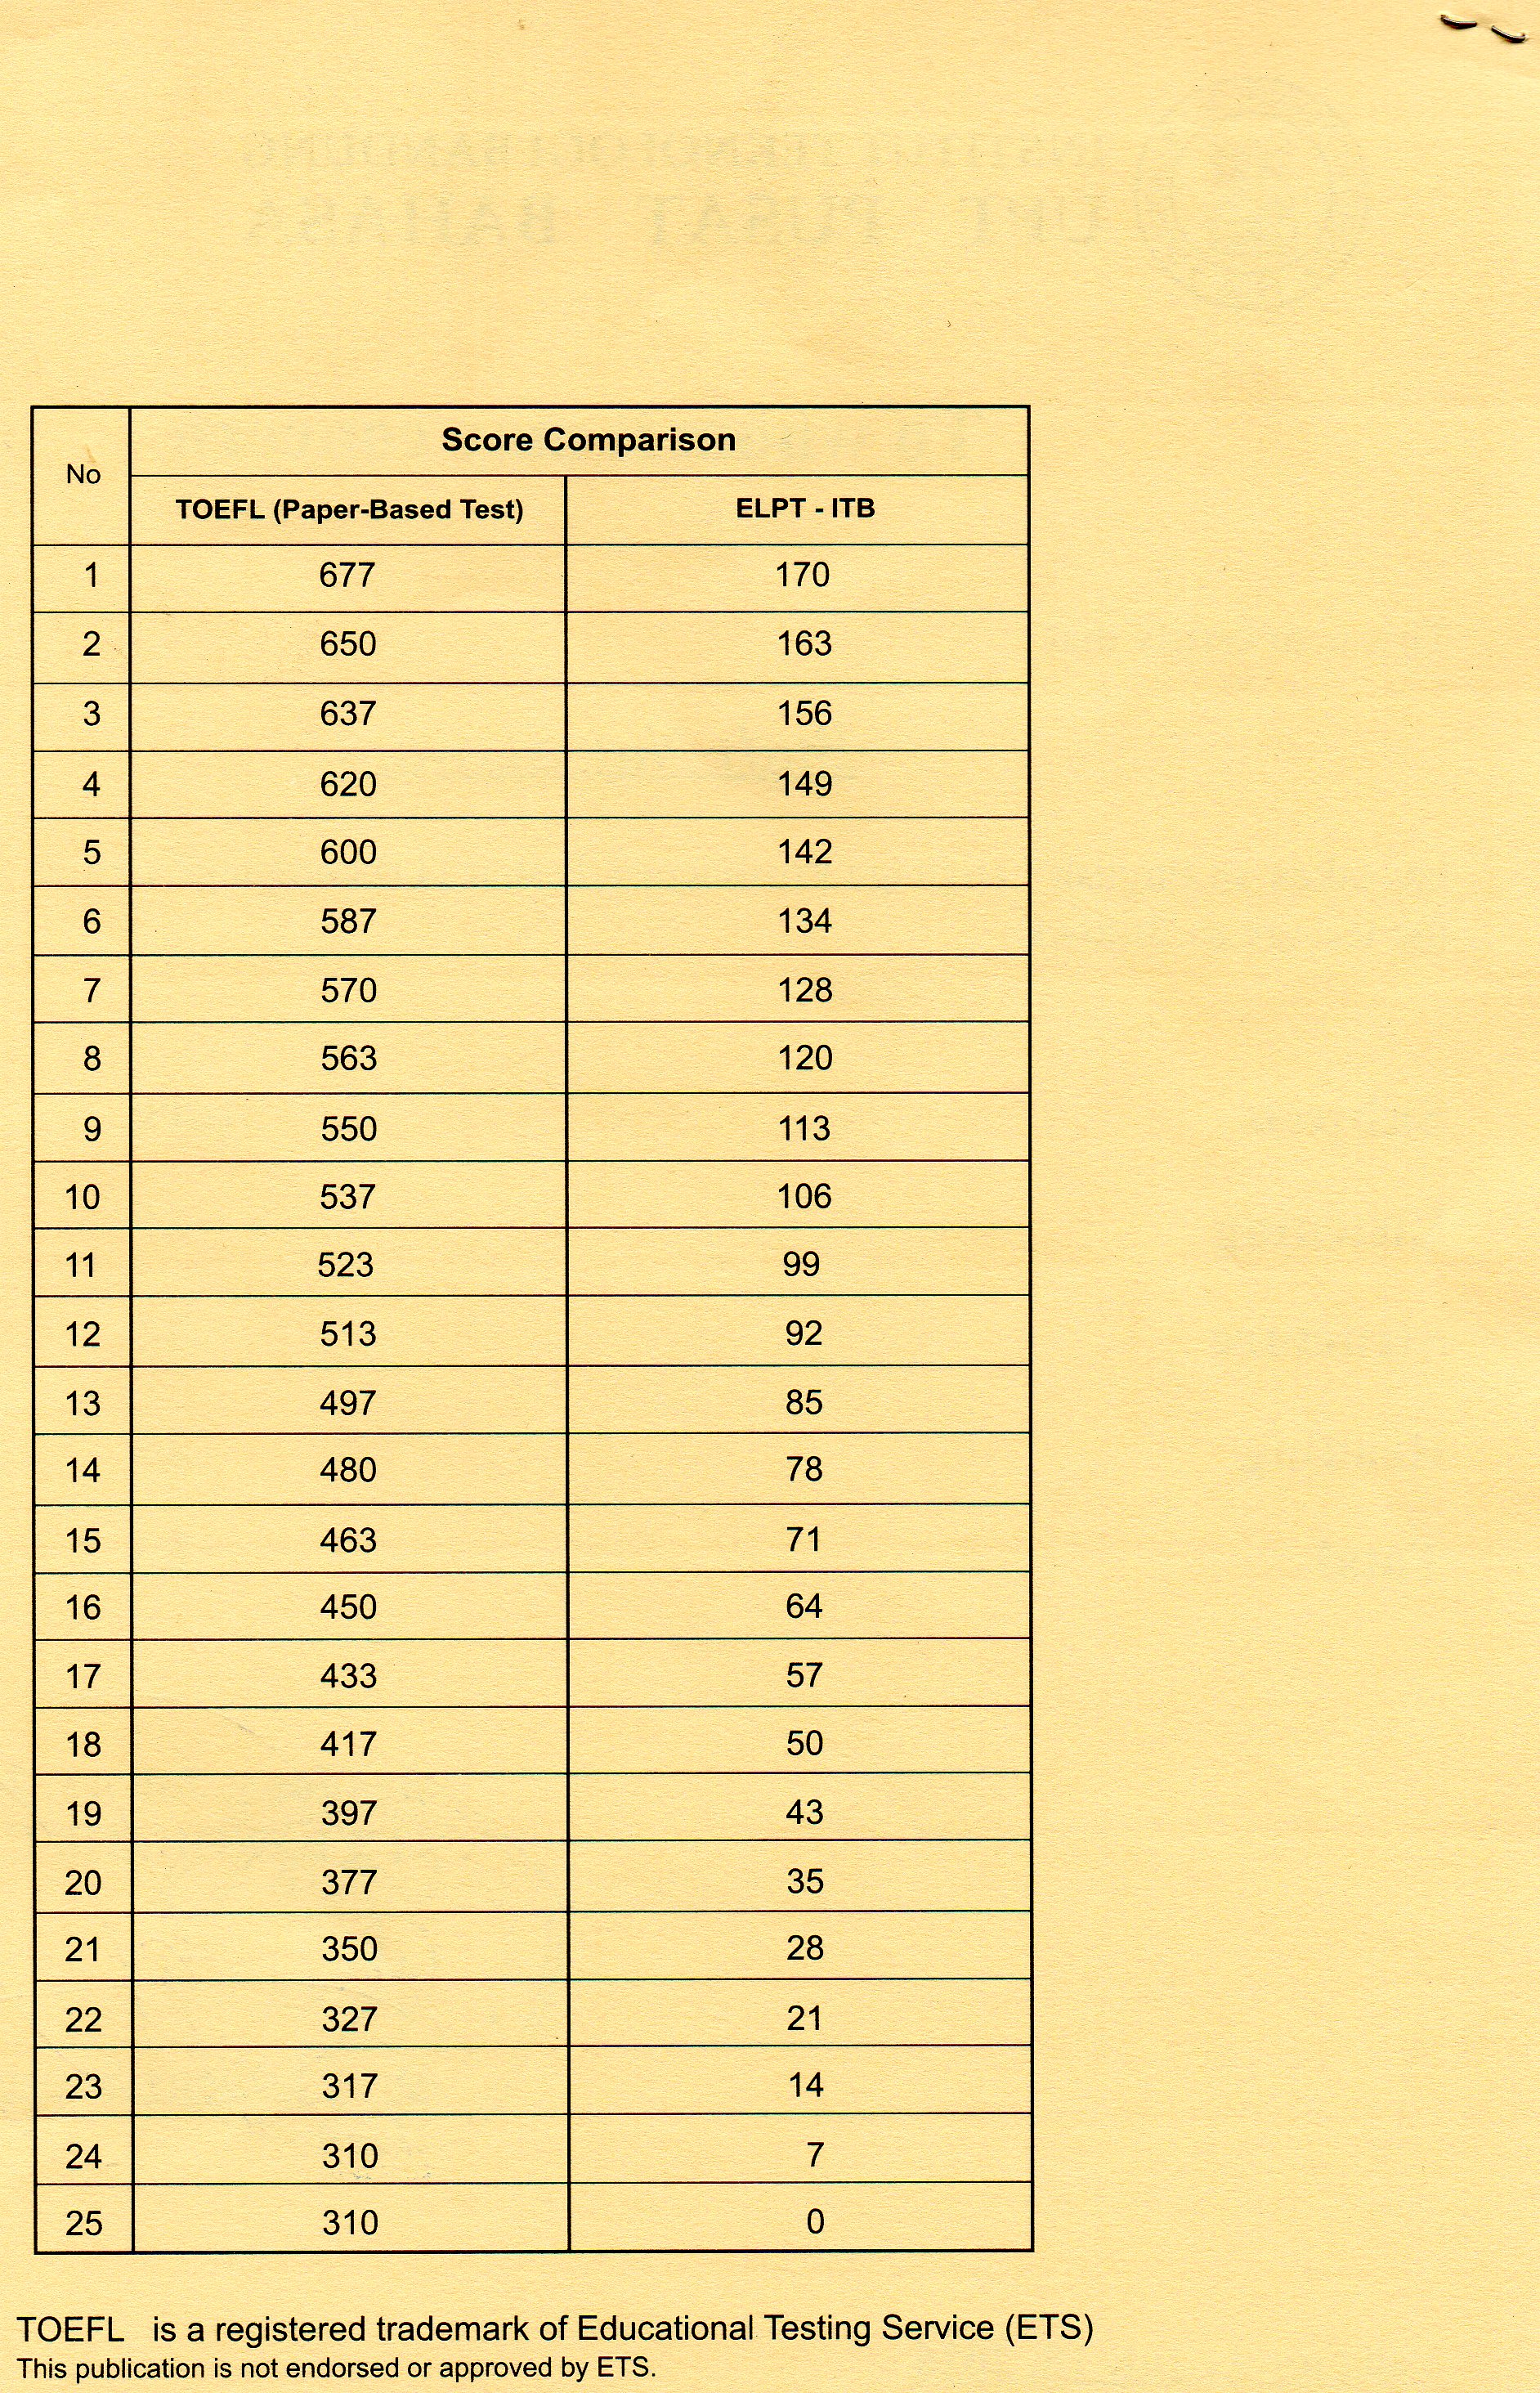 No
Score Comparison
TOEFL (Paper-Based Test) ELPT - ITB
1 677 170
2 650 163
3 637 156
4 620 149
5 600 142
6 587 134
7 570 128
8 563 120
9 550 113
10 537 106
11 523 99
12 513 92
13 497 85
14 480 78
15 463 71
16 450 64
17 433 57
18 417 50
19 397 43
20 377 35
21 350 28
22 327 21
23 317 14
24 310 7
25 310 0
TOEFL is a registered trademark of Educational Testing Service (ETS)
This publication is not endorsed or approved by ETS.